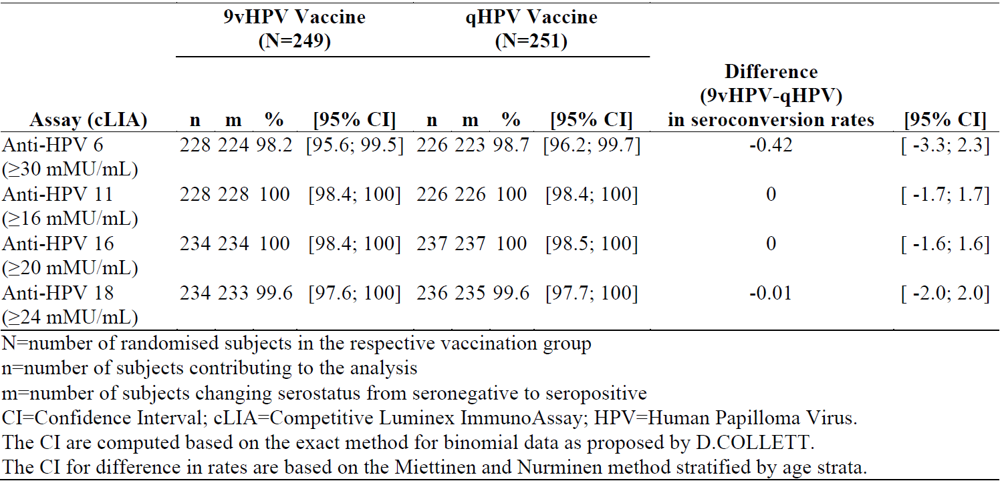 9vHPV Vaccine qHPV Vaccine
(N=249) (N=251)
Difference
(9vHPV-qHPV)
Assay (cLIA) n m % [95% CI] n m % [95% CI] in seroconversion rates [95% CI]
Anti-HPV 6 228 224 98.2 [95.6; 99.5] 226 223 98.7 [96.2; 99.7] -0.42 [ -3.3; 2.3]
(≥30 mMU/mL)
Anti-HPV 11 228 228 100 [98.4; 100] 226 226 100 [98.4; 100] 0 [ -1.7; 1.7]
(≥16 mMU/mL)
Anti-HPV 16 234 234 100 [98.4; 100] 237 237 100 [98.5; 100] 0 [ -1.6; 1.6]
(≥20 mMU/mL)
Anti-HPV 18 234 233 99.6 [97.6; 100] 236 235 99.6 [97.7; 100] -0.01 [ -2.0; 2.0]
(≥24 mMU/mL)
N=number of randomised subjects in the respective vaccination group
n=number of subjects contributing to the analysis
m=number of subjects changing serostatus from seronegative to seropositive
CI=Confidence Interval; cLIA=Competitive Luminex ImmunoAssay; HPV=Human Papilloma Virus.
The CI are computed based on the exact method for binomial data as proposed by D.COLLETT.
The CI for difference in rates are based on the Miettinen and Nurminen method stratified by age strata.